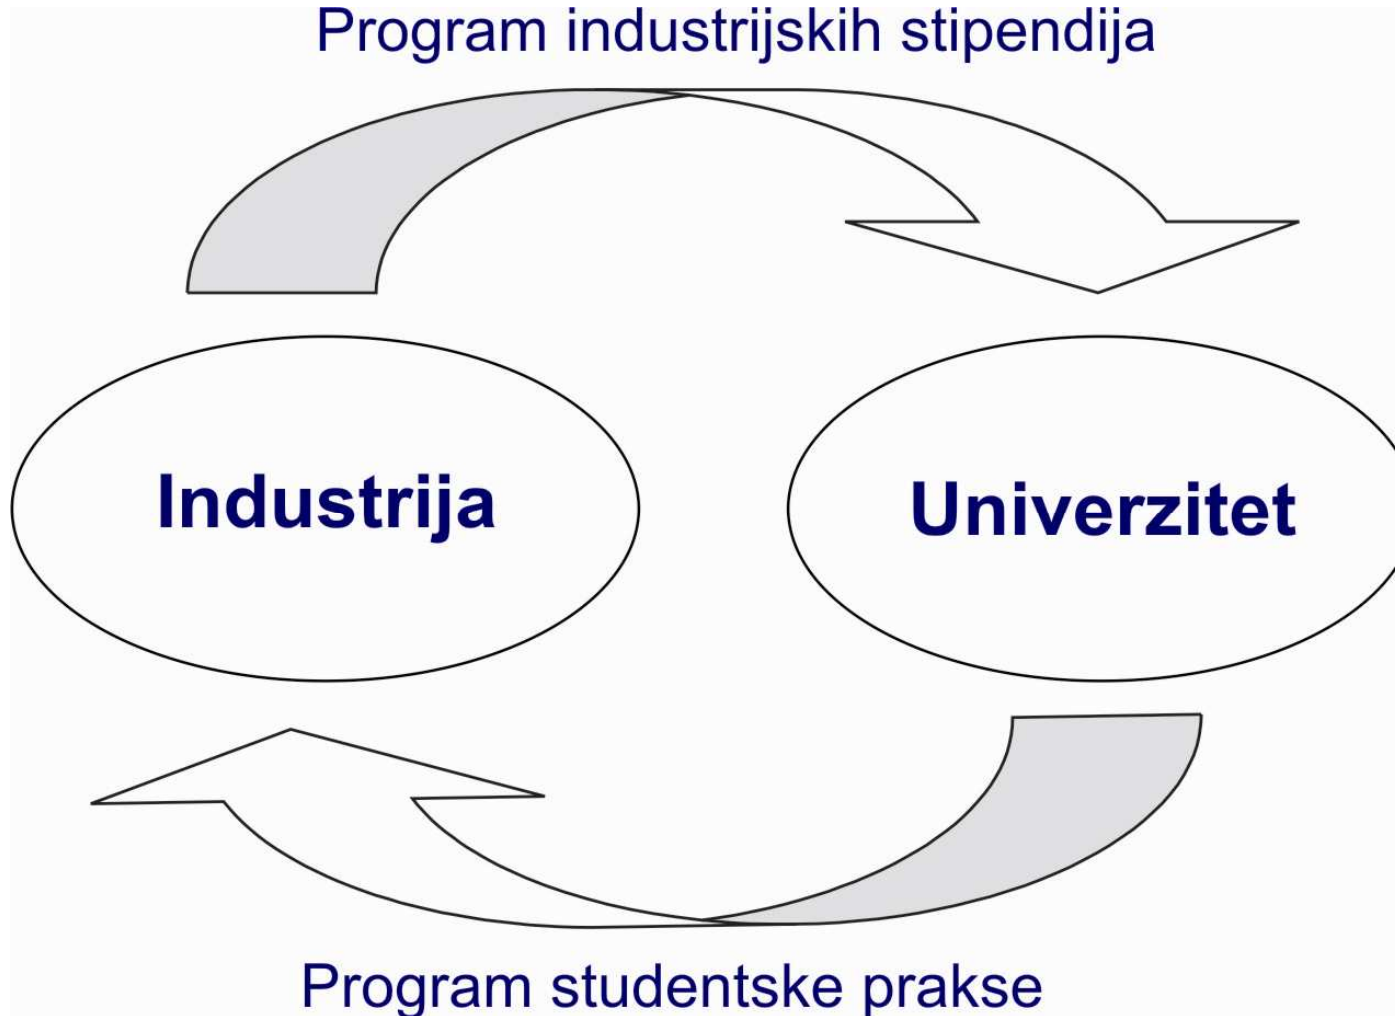 Program industrijskih stipendija
Industrija
Univerzitet
Program studentske prakse